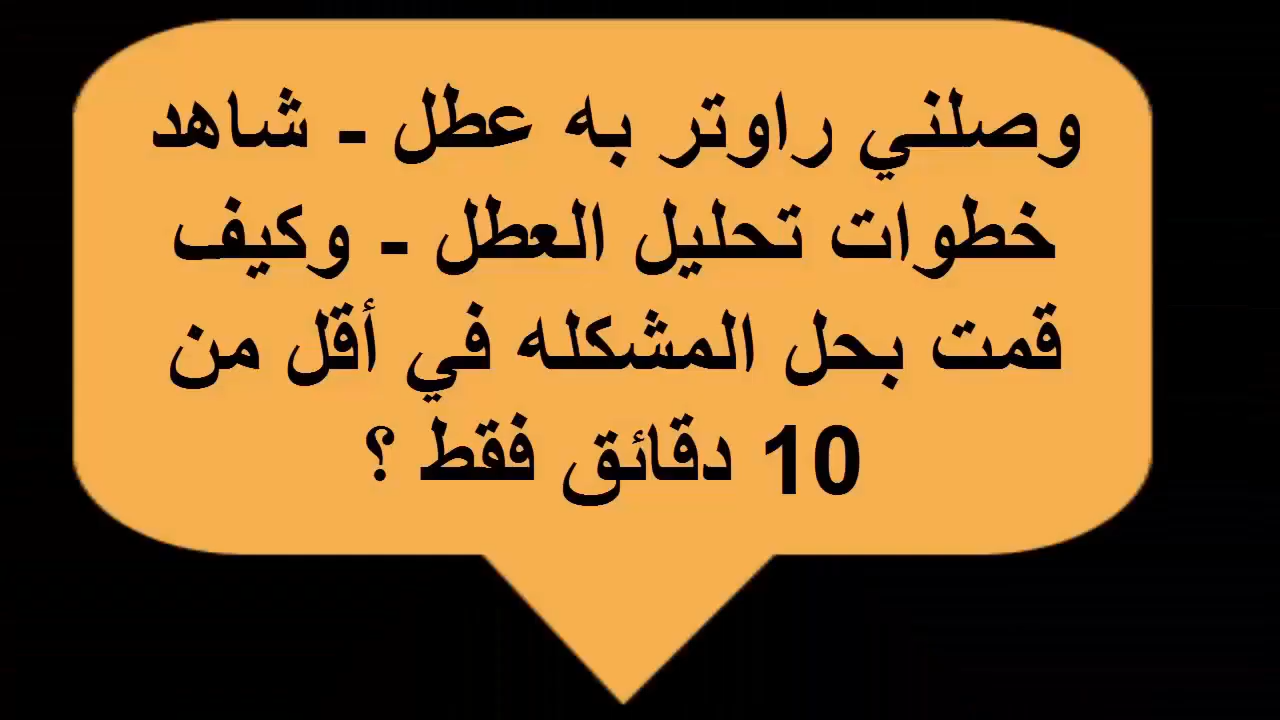 وصلني راوتر به عطل - شاهد
خطوات تحليل العطل - وكيف
قمت بحل المشكله في أقل من
10 دقائق فقط ؟